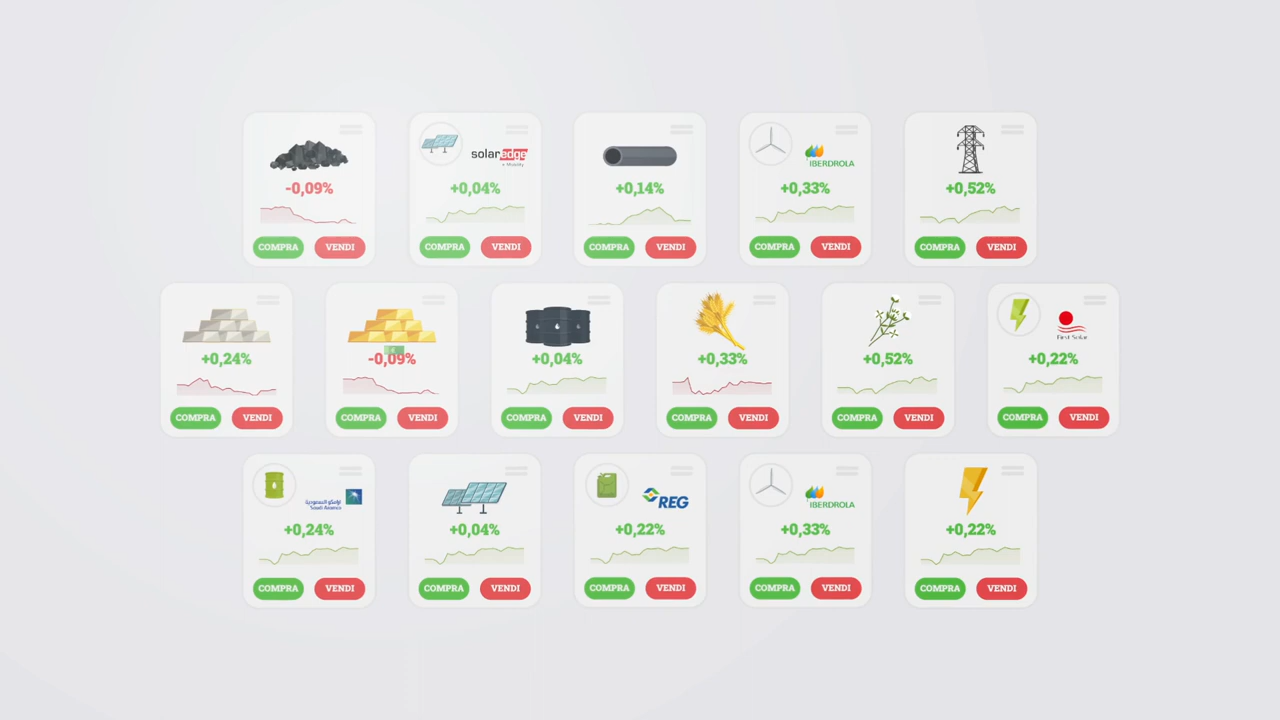 solaredge
e-Mobility
IBERDROLA
-0,09%
+0,04%
+0,14%
+0,33%
+0,52%
COMPRA VENDI
COMPRA VENDI
COMPRA VENDI
COMPRA VENDI
COMPRA VENDI
First Solar
+0,24%
-0,09%
+0,04%
+0,33%
+0,52%
+0,22%
COMPRA VENDI
COMPRA VENDI
COMPRA VENDI
COMPRA VENDI
COMPRA VENDI
COMPRA VENDI
أرامكو السعودية
Saudi Aramco
REG
IBERDROLA
+0,24%
+0,04%
+0,22%
+0,33%
+0,22%
COMPRA VENDI
COMPRA VENDI
COMPRA VENDI
COMPRA VENDI
COMPRA VENDI